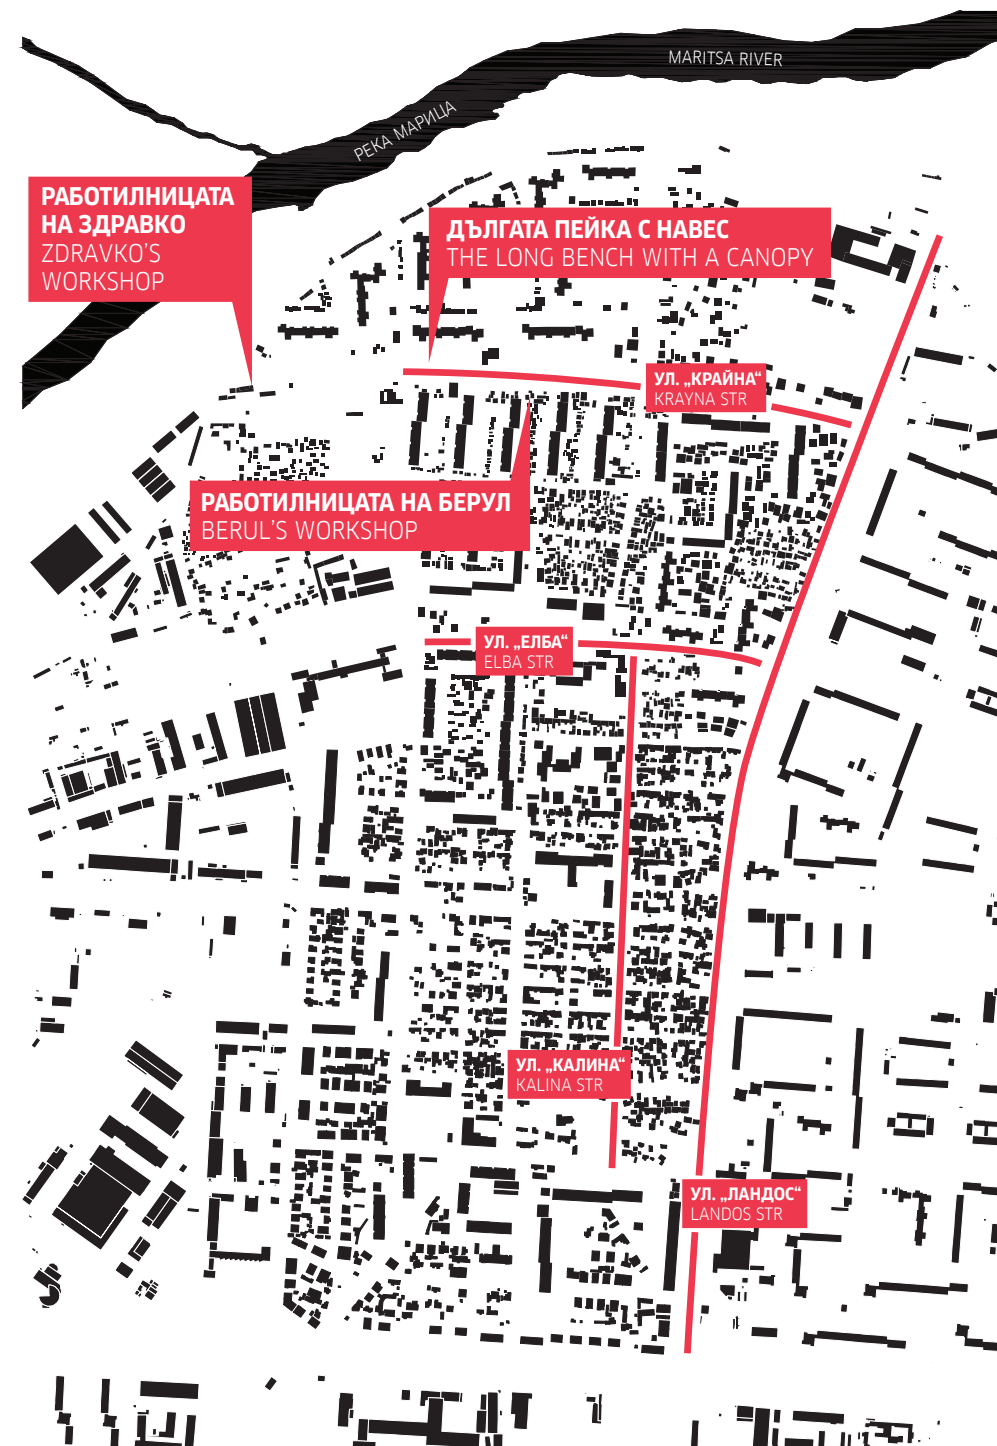 MARITSA RIVER
РЕКА МАРИЦА
РАБОТИЛНИЦАТА
НА ЗДРАВКО
ZDRAVKO'S
WORKSHOP
ДЪЛГАТА ПЕЙКА С НАВЕС
THE LONG BENCH WITH A CANOPY
УЛ. „КРАЙНА“
KRAYNA STR
РАБОТИЛНИЦАТА НА БЕРУЛ
BERUL'S WORKSHOP
УЛ. „ЕЛБА“
ELBA STR
УЛ. „КАЛИНА“
KALINA STR
УЛ. „ЛАНДОС“
LANDOS STR